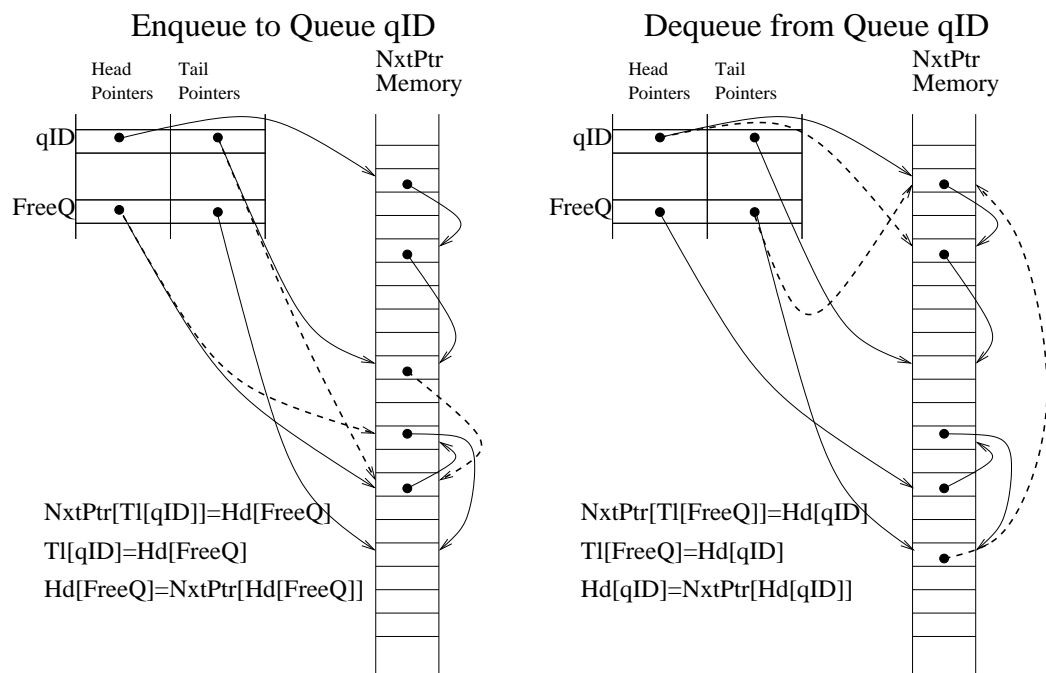 Enqueue to Queue qID
Head Pointers
Tail Pointers
NxtPtr Memory
qID
FreeQ
NxtPtr[Tl[qID]]=Hd[FreeQ]
Tl[qID]=Hd[FreeQ]
Hd[FreeQ]=NxtPtr[Hd[FreeQ]]
Dequeue from Queue qID
Head Pointers
Tail Pointers
NxtPtr Memory
qID
FreeQ
NxtPtr[Tl[FreeQ]]=Hd[qID]
Tl[FreeQ]=Hd[qID]
Hd[qID]=NxtPtr[Hd[qID]]